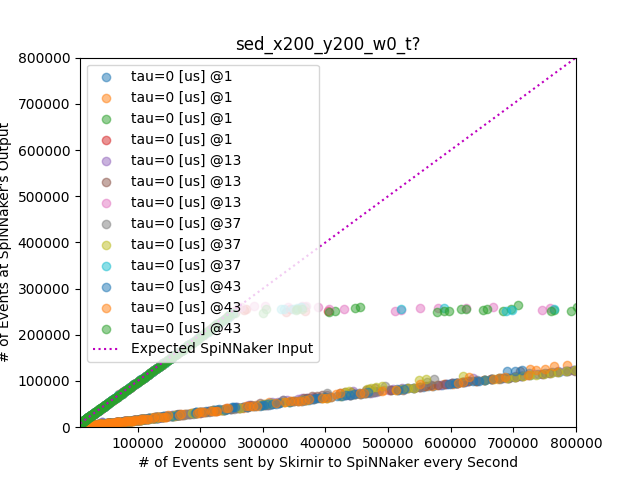 sed_x200_y200_w0_t?
# of Events at SpiNNaker's Output
800000
700000
600000
500000
400000
300000
200000
100000
0
tau=0 [us] @1
tau=0 [us] @1
tau=0 [us] @1
tau=0 [us] @1
tau=0 [us] @13
tau=0 [us] @13
tau=0 [us] @13
tau=0 [us] @37
tau=0 [us] @37
tau=0 [us] @37
tau=0 [us] @43
tau=0 [us] @43
tau=0 [us] @43
Expected SpiNNaker Input
100000 200000 300000 400000 500000 600000 700000 800000
# of Events sent by Skirnir to SpiNNaker every Second